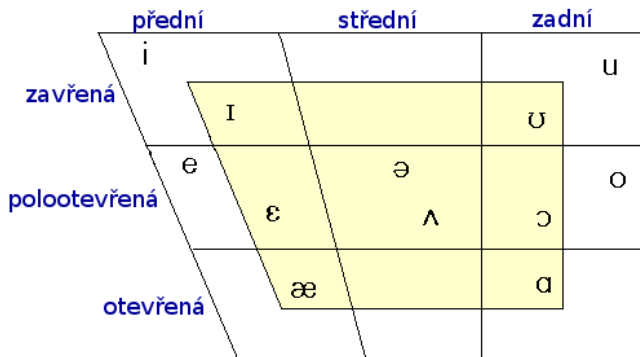 přední střední zadní
i u
zavřená
ɪ ʊ
e ə o
polootevřená
ɛ ʌ ɔ
æ ɑ
otevřená